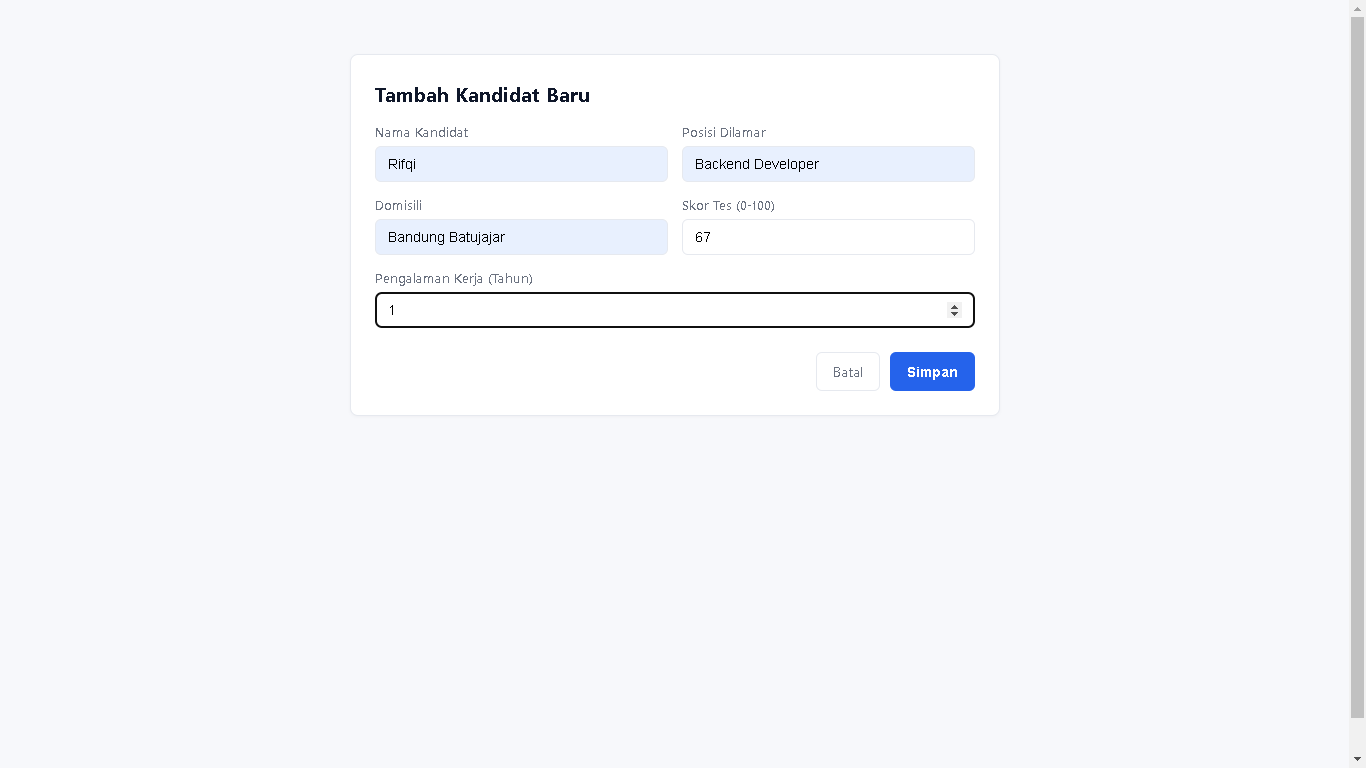 Tambah Kandidat Baru
Nama Kandidat
Posisi Dilamar
Rifqi
Backend Developer
Domisili
Skor Tes (0-100)
Bandung Batujajar
67
Pengalaman Kerja (Tahun)
1
Batal
Simpan